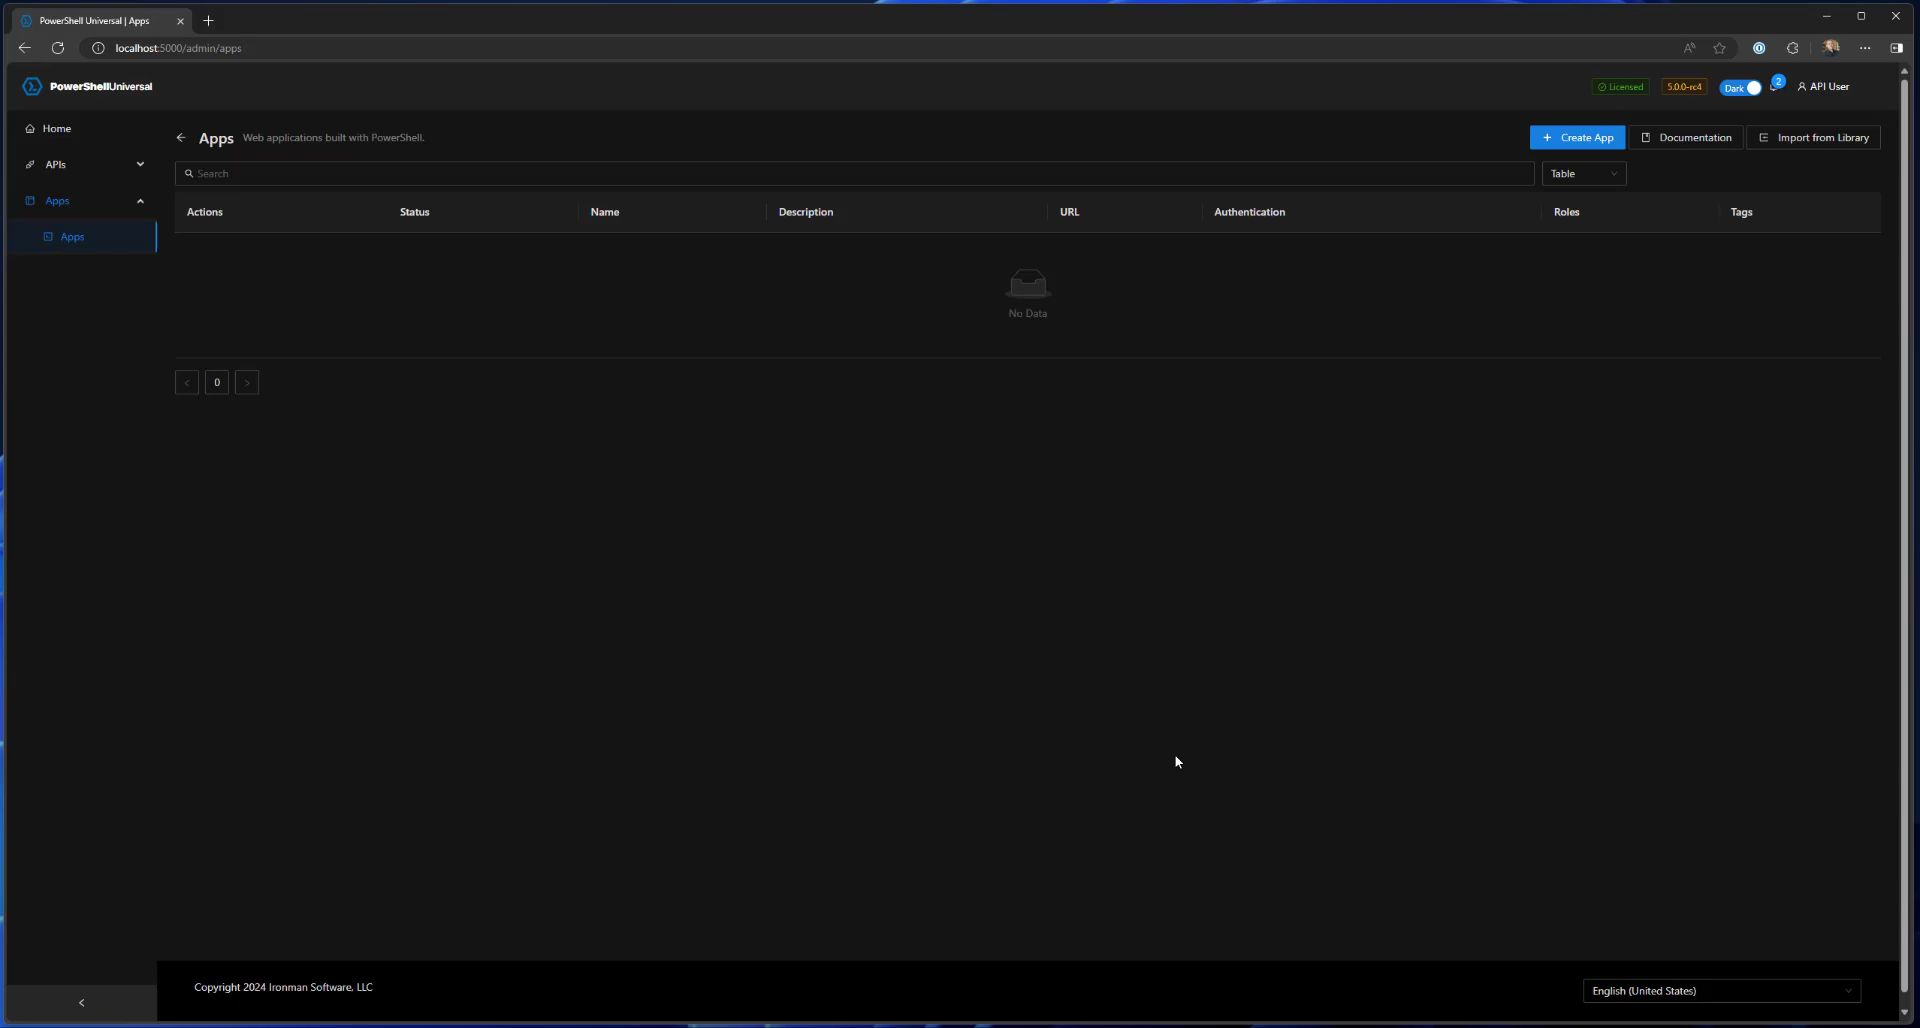 PowerShell Universal | Apps
localhost:5000/admin/apps
PowerShellUniversal
Licensed
5.0.0-rc4
Dark
2
API User
Home
APIs
Apps
Apps
Apps Web applications built with PowerShell.
Create App
Documentation
Import from Library
Search
Table
Actions Status Name Description URL Authentication Roles Tags
No Data
< 0 >
Copyright 2024 Ironman Software, LLC
English (United States)